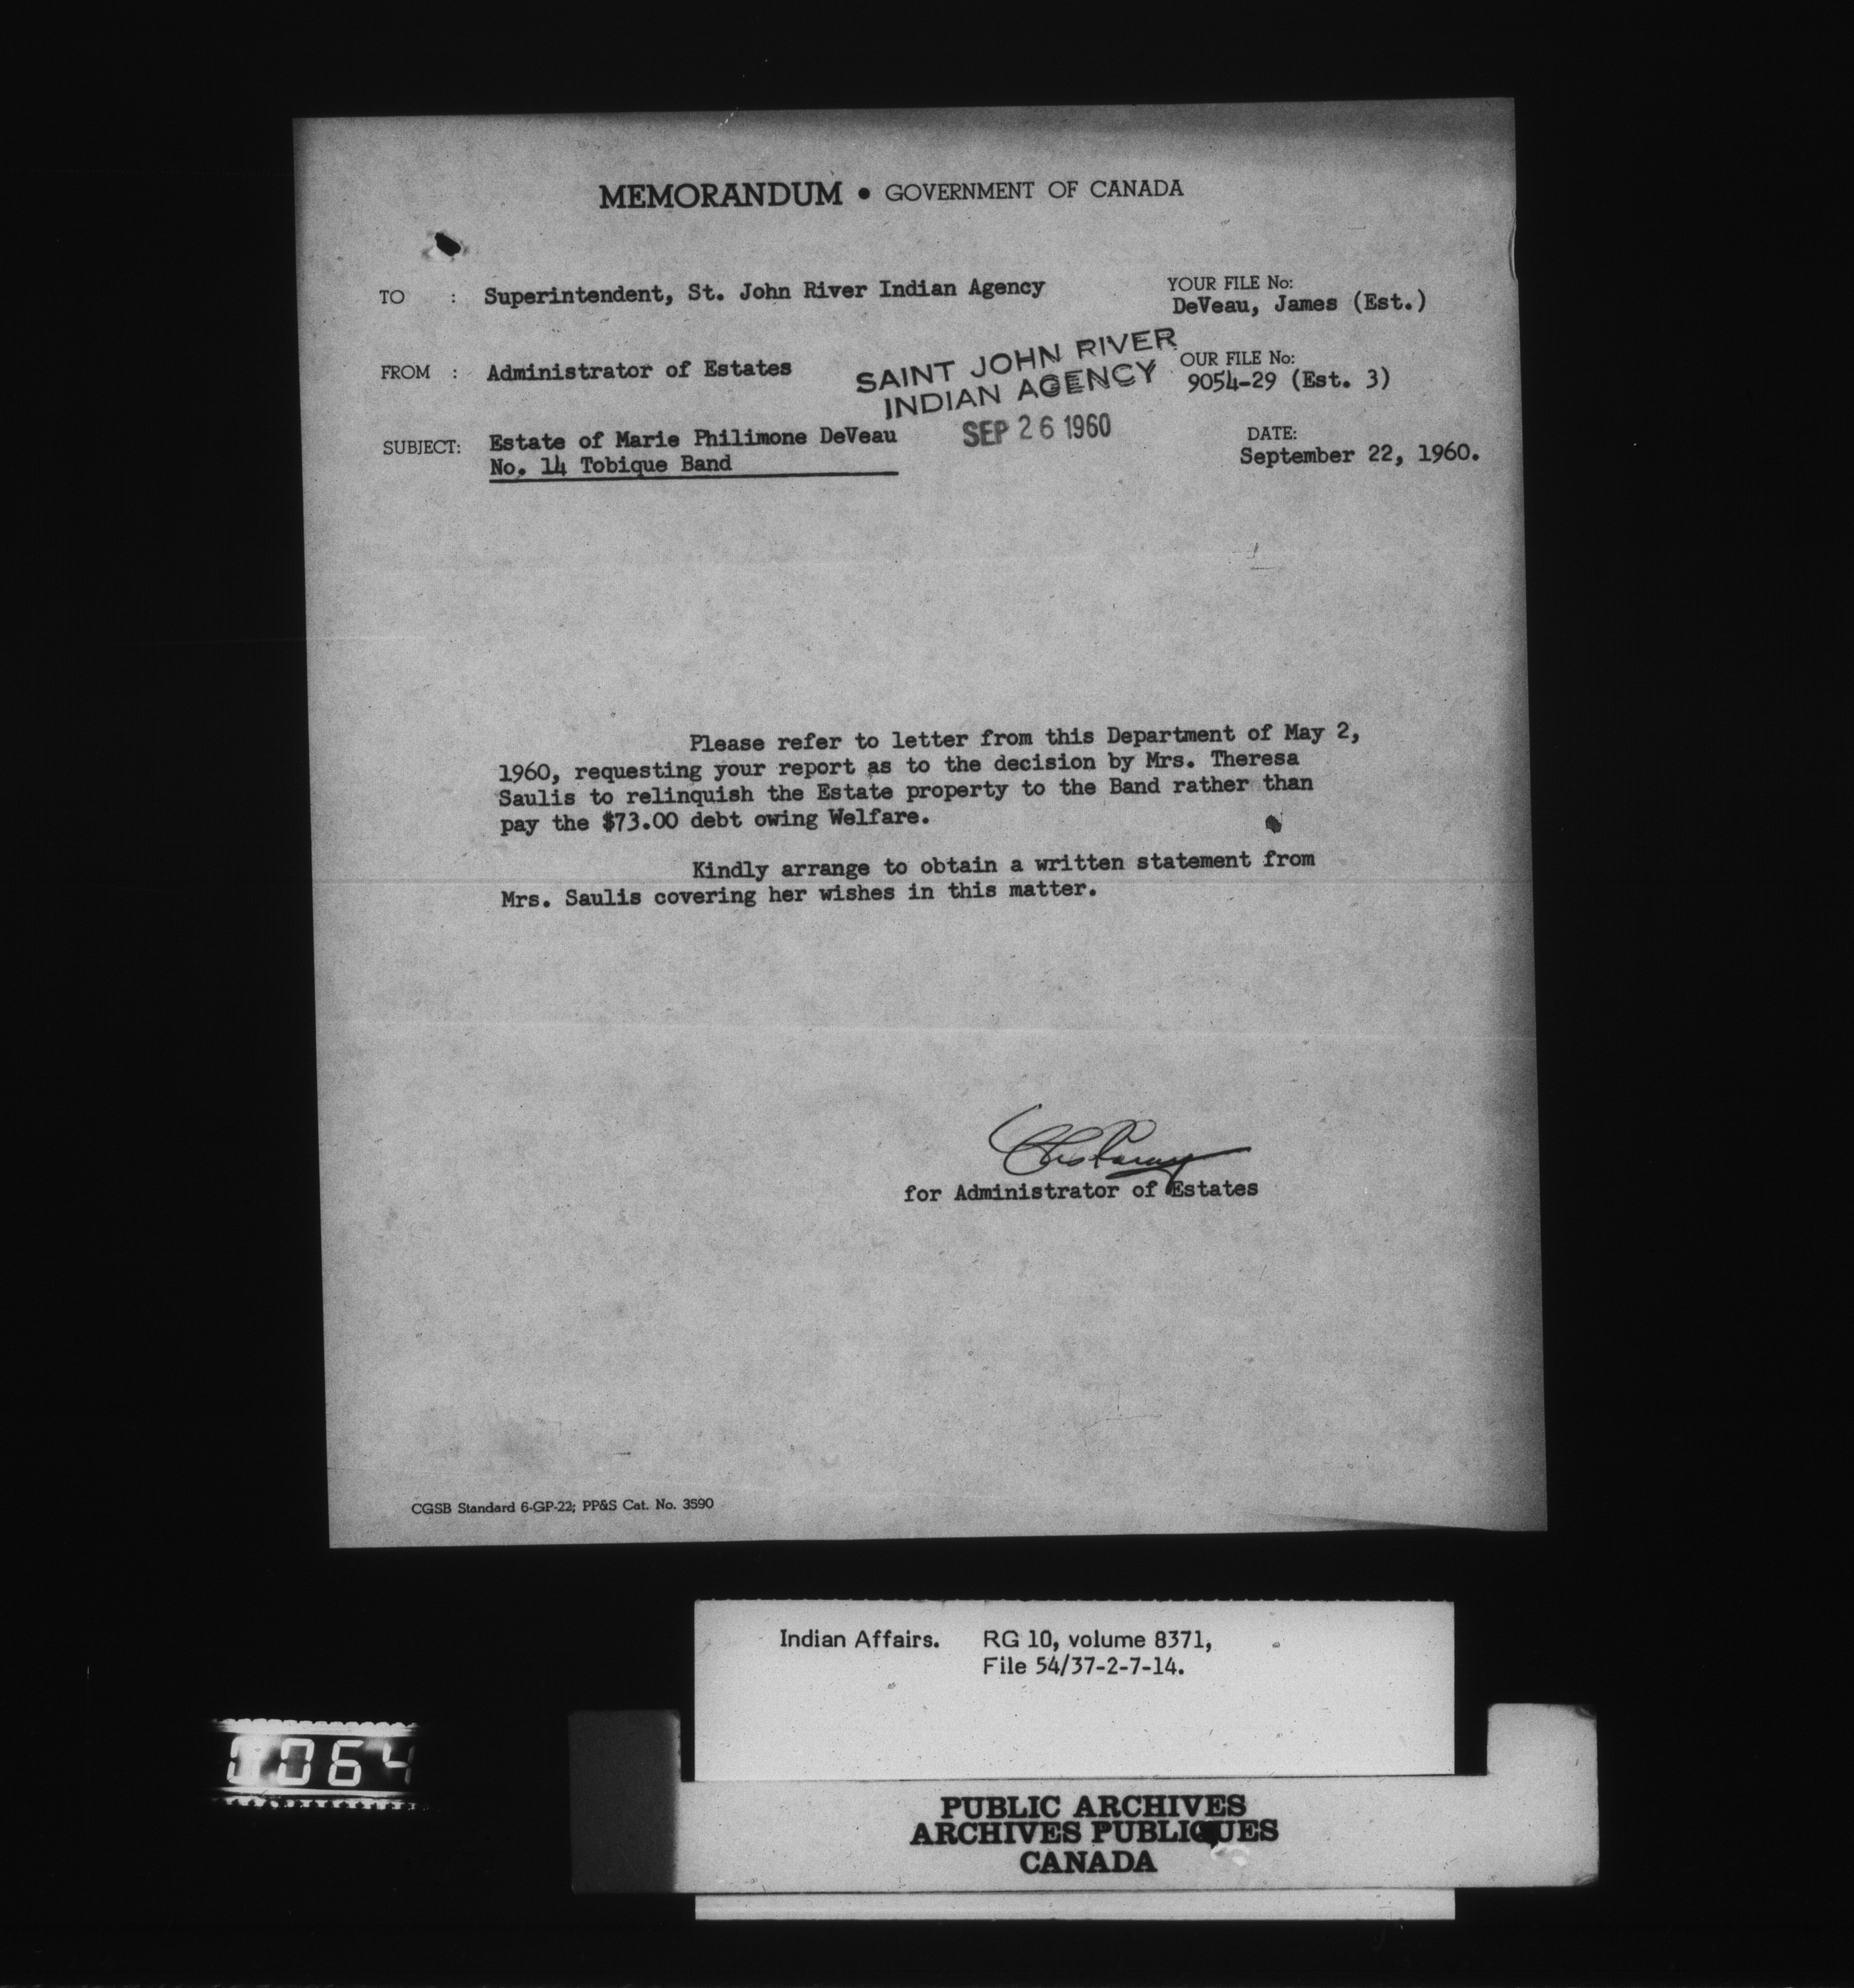 MEMORANDUM • GOVERNMENT OF CANADA
TO : Superintendent, St. John River Indian Agency
YOUR FILE No:
DeVeau, James (Est.)
FROM : Administrator of Estates
SAINT JOHN RIVER
INDIAN AGENCY
SEP 26 1960
OUR FILE No:
9054-29 (Est. 3)
SUBJECT: Estate of Marie Philimone DeVeau
No. 14 Tobique Band
DATE:
September 22, 1960.
Please refer to letter from this Department of May 2,
1960, requesting your report as to the decision by Mrs. Theresa
Saulis to relinquish the Estate property to the Band rather than
pay the $73.00 debt owing Welfare.
Kindly arrange to obtain a written statement from
Mrs. Saulis covering her wishes in this matter.
for Administrator of Estates
CGSB Standard 6-GP-22; PP&S Cat. No. 3590
Indian Affairs. RG 10, volume 8371,
File 54/37-2-7-14.
064
PUBLIC ARCHIVES
ARCHIVES PUBLIQUES
CANADA